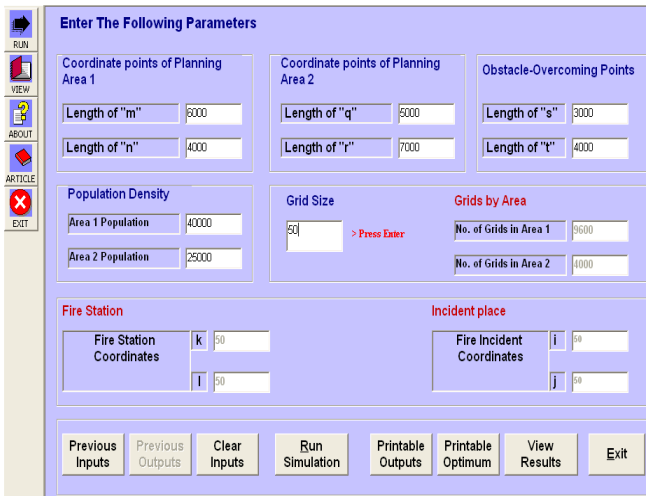 Enter The Following Parameters
RUN
VIEW
ABOUT
ARTICLE
EXIT
Coordinate points of Planning
Area 1
Length of "m" 6000
Length of "n" 4000
Coordinate points of Planning
Area 2
Length of "q" 5000
Length of "r" 7000
Obstacle-Overcoming Points
Length of "s" 3000
Length of "t" 4000
Population Density
Area 1 Population 40000
Area 2 Population 25000
Grid Size
50
> Press Enter
Grids by Area
No. of Grids in Area 1 9600
No. of Grids in Area 2 4000
Fire Station
Fire Station
Coordinates
k 50
l 50
Incident place
Fire Incident
Coordinates
i 50
j 50
Previous
Inputs
Previous
Outputs
Clear
Inputs
Run
Simulation
Printable
Outputs
Printable
Optimum
View
Results
Exit